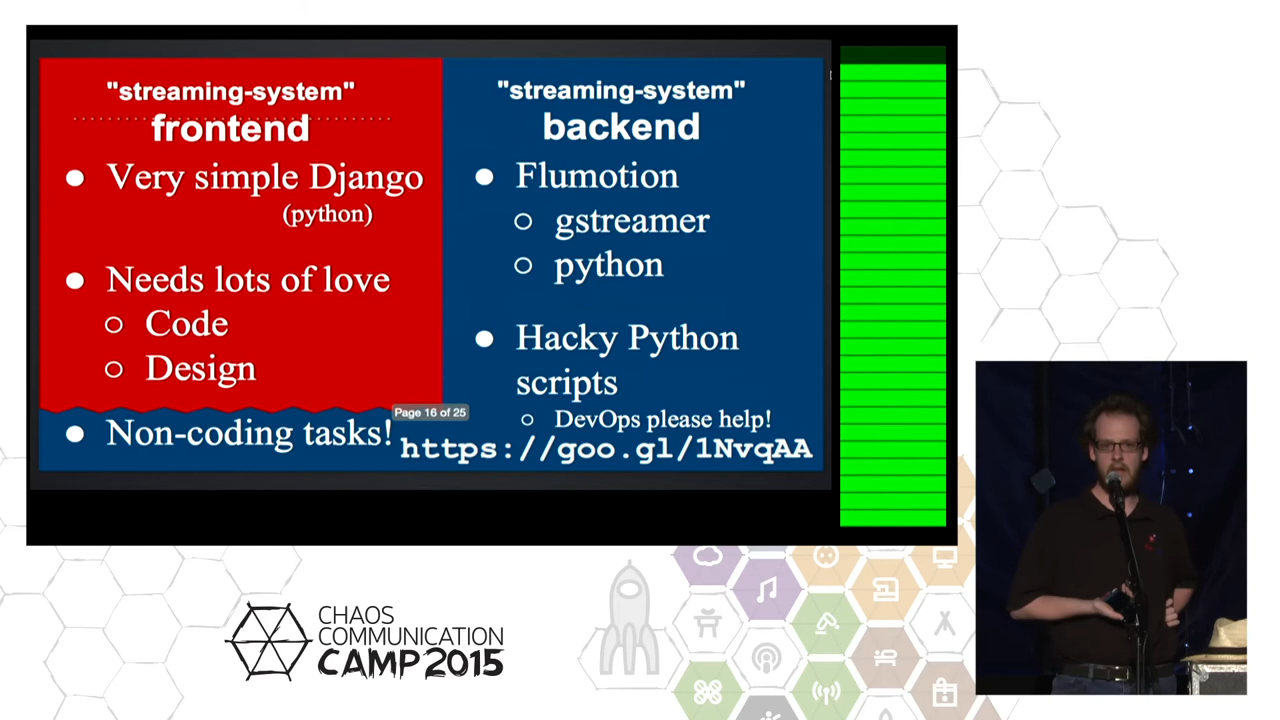 "streaming-system"
frontend
● Very simple Django
(python)
● Needs lots of love
○ Code
○ Design
● Non-coding tasks!
"streaming-system"
backend
● Flumotion
○ gstreamer
○ python
● Hacky Python
scripts
○ DevOps please help!
Page 16 of 25
https://goo.gl/1NvqAA
CHAOS
COMMUNICATION
CAMP 2015